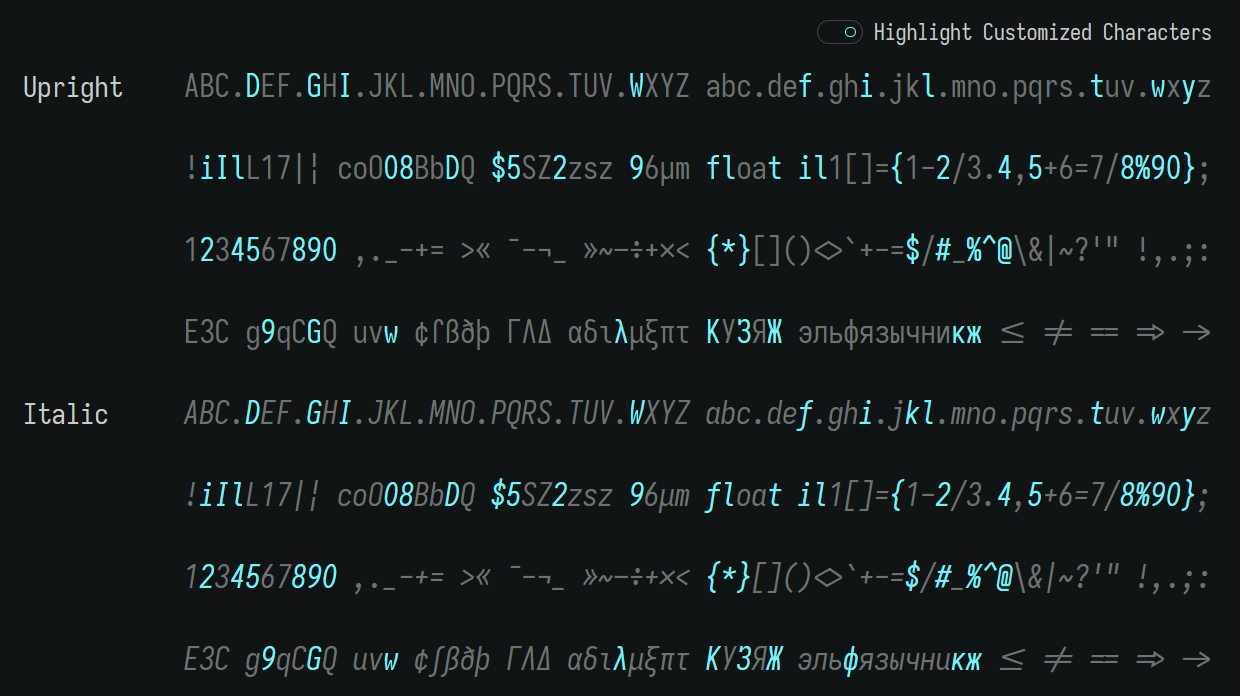 Highlight Customized Characters
Upright ABC.DEF.GHI.JKL.MNO.PQRS.TUV.WXYZ abc.def.ghi.jkl.mno.pqrs.tuv.wxyz
!iIlL17|¦ coO08BbDQ $5SZ2zsz 96µm float il1[]={1-2/3.4,5+6=7/8%90};
1234567890 ,._-+= >« ¯-¬_ »~–÷+×< {*}[]()<>`+-=$/#_%^@\&|~?'" !,.;:
E3C g9qCGQ uvw ¢ſßðþ ΓΛΔ αδιλμξπτ КУЗЯЖ эльфязычникж ≤ ≠ == ⇒ →
Italic ABC.DEF.GHI.JKL.MNO.PQRS.TUV.WXYZ abc.def.ghi.jkl.mno.pqrs.tuv.wxyz
!iIlL17|¦ coO08BbDQ $5SZ2zsz 96µm float il1[]={1-2/3.4,5+6=7/8%90};
1234567890 ,._-+= >« ¯-¬_ »~–÷+×< {*}[]()<>`+-=$/#_%^@\&|~?'" !,.;:
E3C g9qCGQ uvw ¢ſßðþ ΓΛΔ αδιλμξπτ КУЗЯЖ эльфязычникж ≤ ≠ == ⇒ →